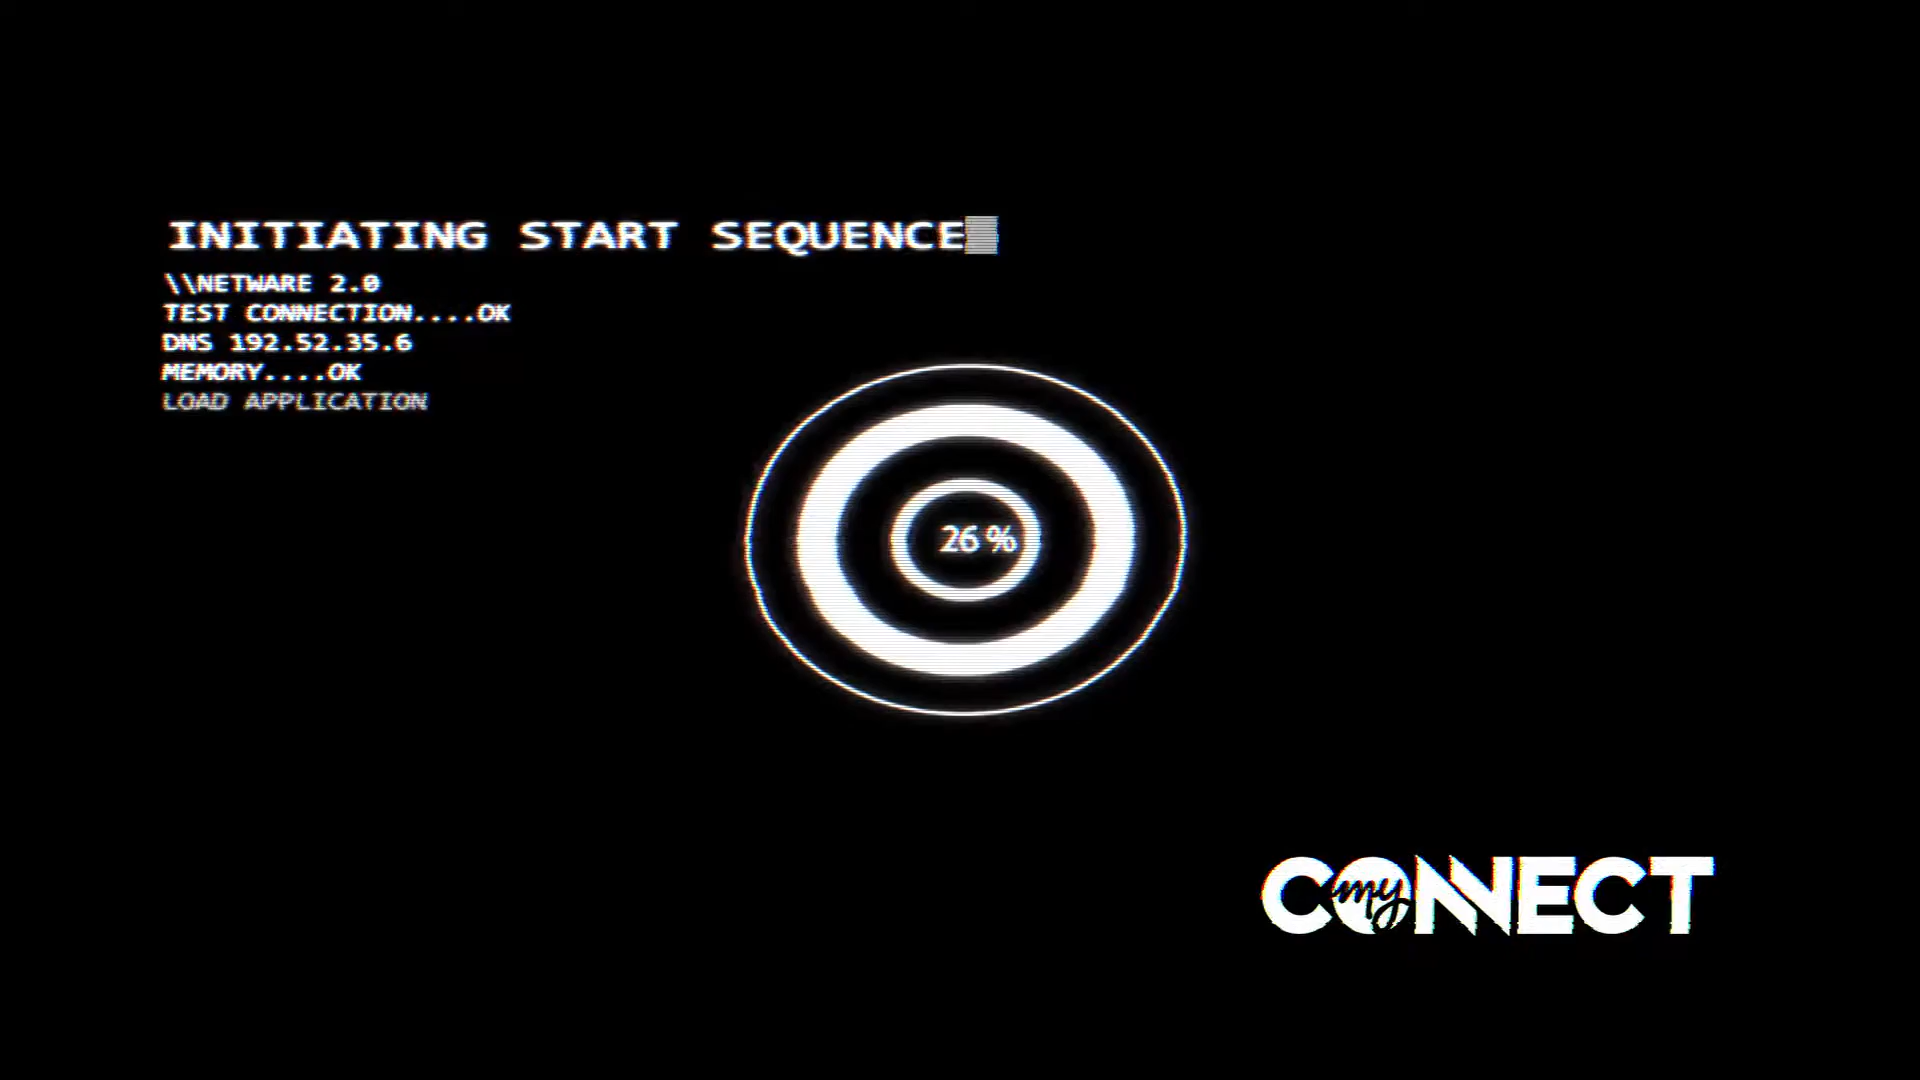 INITIATING START SEQUENCE
\\NETWARE 2.0
TEST CONNECTION....OK
DNS 192.52.35.6
MEMORY....OK
LOAD APPLICATION
26 %
my CONNECT